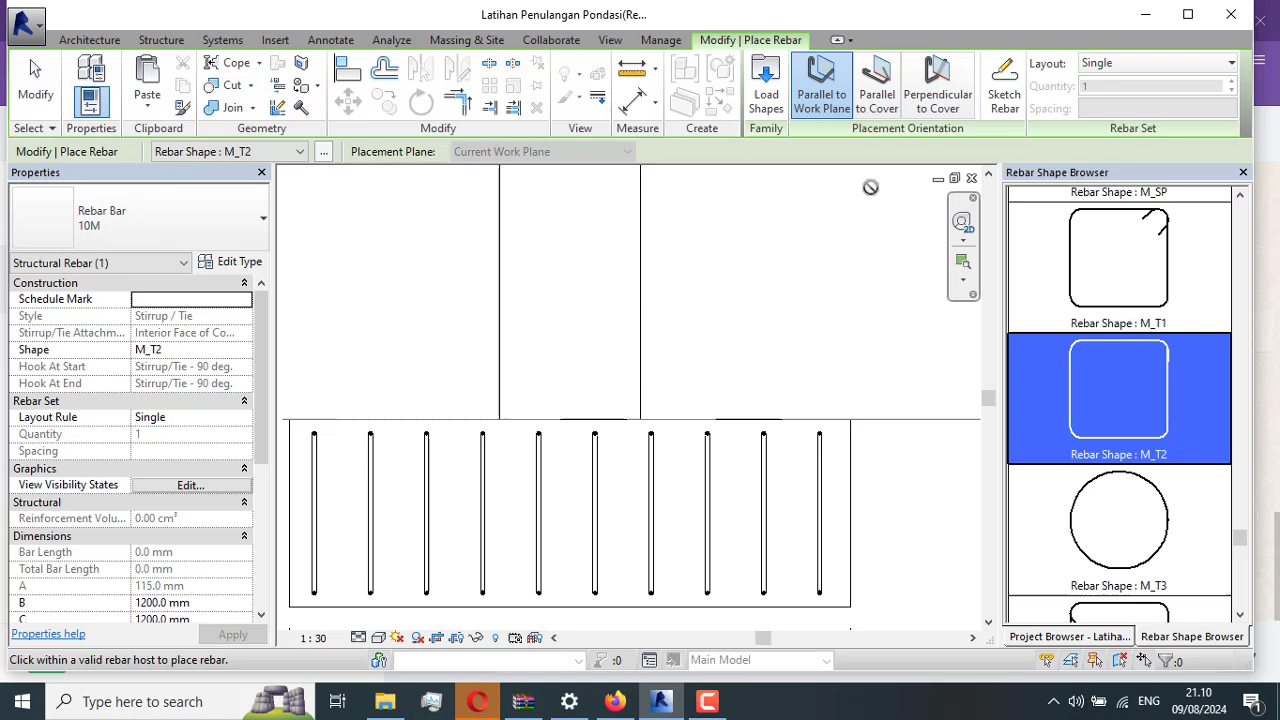 Latihan Penulangan Pondasi(Re...
Architecture Structure Systems Insert Annotate Analyze Massing & Site Collaborate View Manage Modify | Place Rebar
Modify
Properties
Paste
Cope
Cut
Join
Load Shapes
Parallel to Work Plane
Parallel to Cover
Perpendicular to Cover
Sketch Rebar
Layout: Single
Quantity: 1
Spacing:
Select Properties Clipboard Geometry Modify View Measure Create Family Placement Orientation Rebar Set
Modify | Place Rebar Rebar Shape : M_T2 ... Placement Plane: Current Work Plane
Properties
Rebar Bar
10M
Structural Rebar (1) Edit Type
Construction
Schedule Mark
Style Stirrup / Tie
Stirrup/Tie Attachm... Interior Face of Co...
Shape M_T2
Hook At Start Stirrup/Tie - 90 deg.
Hook At End Stirrup/Tie - 90 deg.
Rebar Set
Layout Rule Single
Quantity 1
Spacing
Graphics
View Visibility States Edit...
Structural
Reinforcement Volu... 0.00 cm³
Dimensions
Bar Length 0.0 mm
Total Bar Length 0.0 mm
A 115.0 mm
B 1200.0 mm
C 1200.0 mm
Properties help Apply
2D
1 : 30
Rebar Shape Browser
Rebar Shape : M_SP
Rebar Shape : M_T1
Rebar Shape : M_T2
Rebar Shape : M_T3
Project Browser - Latiha... Rebar Shape Browser
Click within a valid rebar host to place rebar. :0 Main Model :0
Type here to search
ENG
21.10
09/08/2024
1